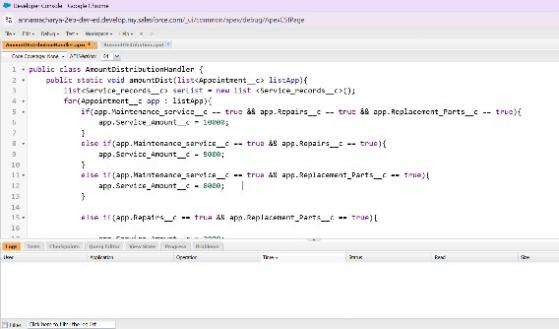 Developer Console - Google Chrome
annamacharya-2eb-dev-ed.develop.my.salesforce.com/_ui/common/apex/debug/ApexCSIPage
File Edit Debug Test Workspace Help < >
AmountDistributionHandler.apxc AmountDistribution.apxt
Code Coverage: None API Version:
1 public class AmountDistributionHandler {
2 public static void amountDist(list<Appointment__c> listApp){
3 list<Service_records__c> serList = new list <Service_records__c>();
4 for(Appointment__c app : listApp){
5 if(app.Maintenance_service__c == true && app.Repairs__c == true && app.Replacement_Parts__c == true){
6 app.Service_Amount__c = 10000;
7 }
8 else if(app.Maintenance_service__c == true && app.Repairs__c == true){
9 app.Service_Amount__c = 5000;
10 }
11 else if(app.Maintenance_service__c == true && app.Replacement_Parts__c == true){
12 app.Service_Amount__c = 8000;
13 }
14
15 else if(app.Repairs__c == true && app.Replacement_Parts__c == true){
16
Logs Tests Checkpoints Query Editor View State Progress Problems
User Application Operation Time Status Read Size
Filter Click here to filter the log list